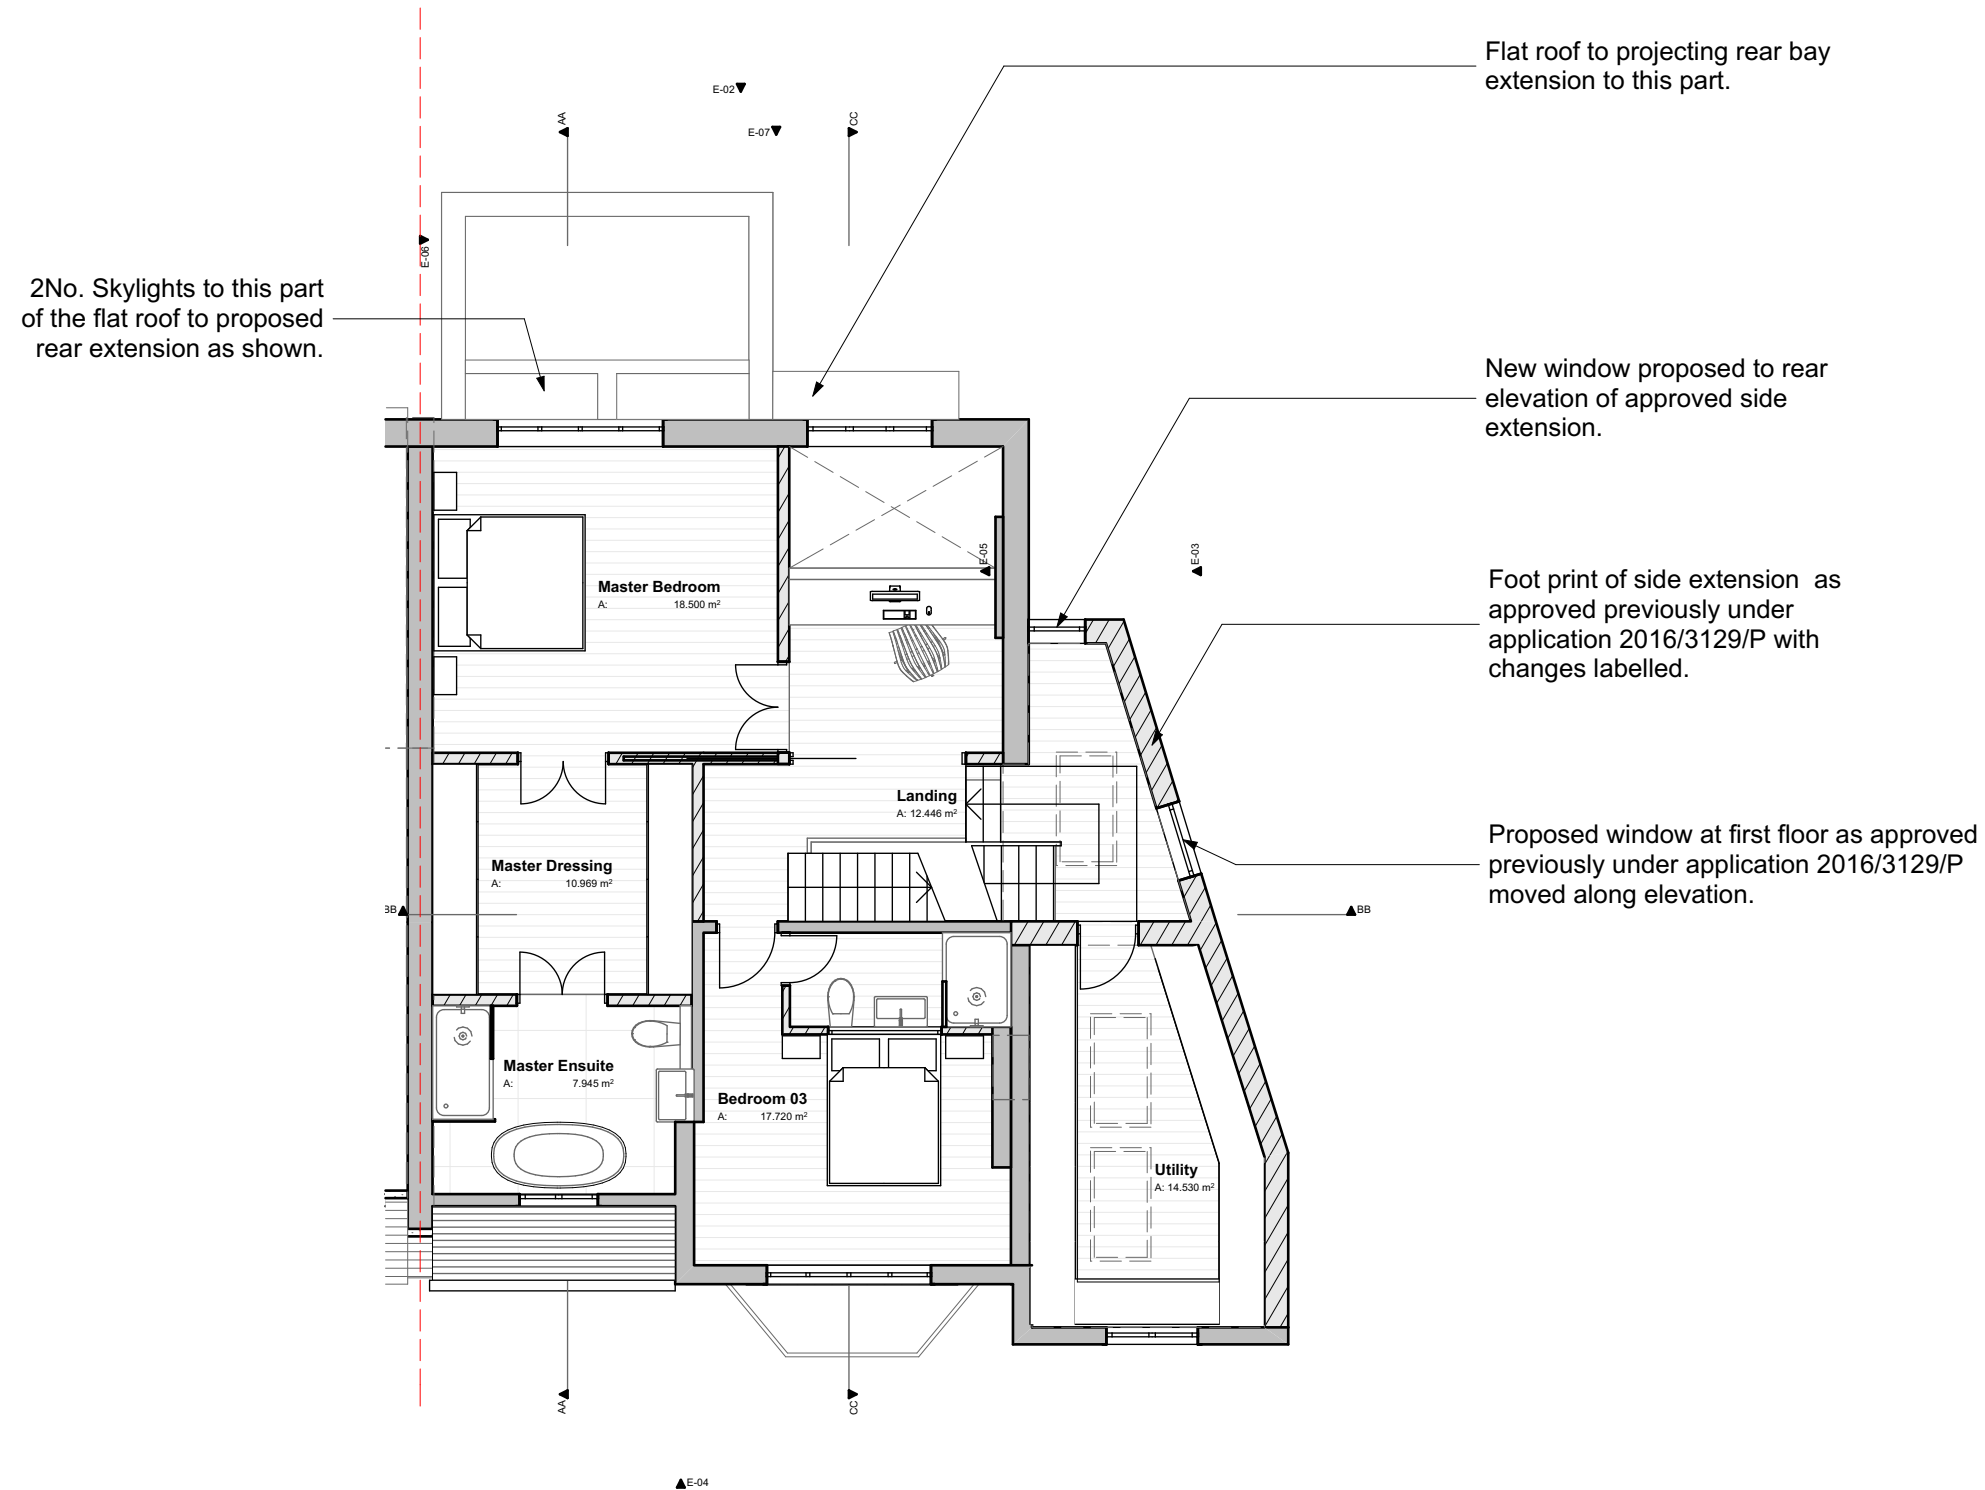 Flat roof to projecting rear bay
extension to this part.
E-02
AA
CC
E-07
E-06
2No. Skylights to this part
of the flat roof to proposed
rear extension as shown.
New window proposed to rear
elevation of approved side
extension.
E-05
E-03
Master Bedroom
A: 18.500 m²
Foot print of side extension as
approved previously under
application 2016/3129/P with
changes labelled.
Landing
A: 12.446 m²
Proposed window at first floor as approved
previously under application 2016/3129/P
moved along elevation.
Master Dressing
A: 10.969 m²
BB
BB
Master Ensuite
A: 7.945 m²
Bedroom 03
A: 17.720 m²
Utility
A: 14.530 m²
AA
CC
E-04